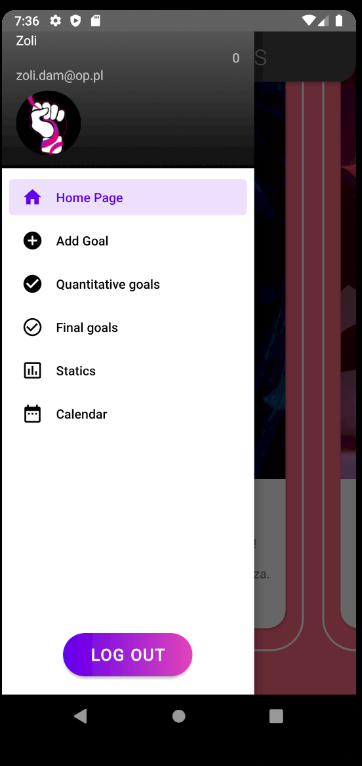 7:36
Zoli
0
S
zoli.dam@op.pl
Home Page
Add Goal
Quantitative goals
Final goals
Statics
Calendar
!
za.
LOG OUT